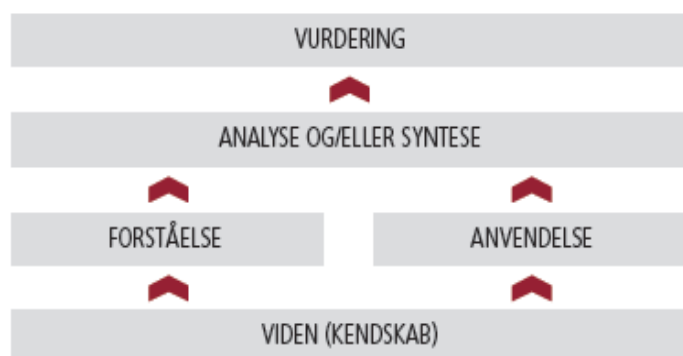 VURDERING
ANALYSE OG/ELLER SYNTESE
FORSTÅELSE
ANVENDELSE
VIDEN (KENDSKAB)